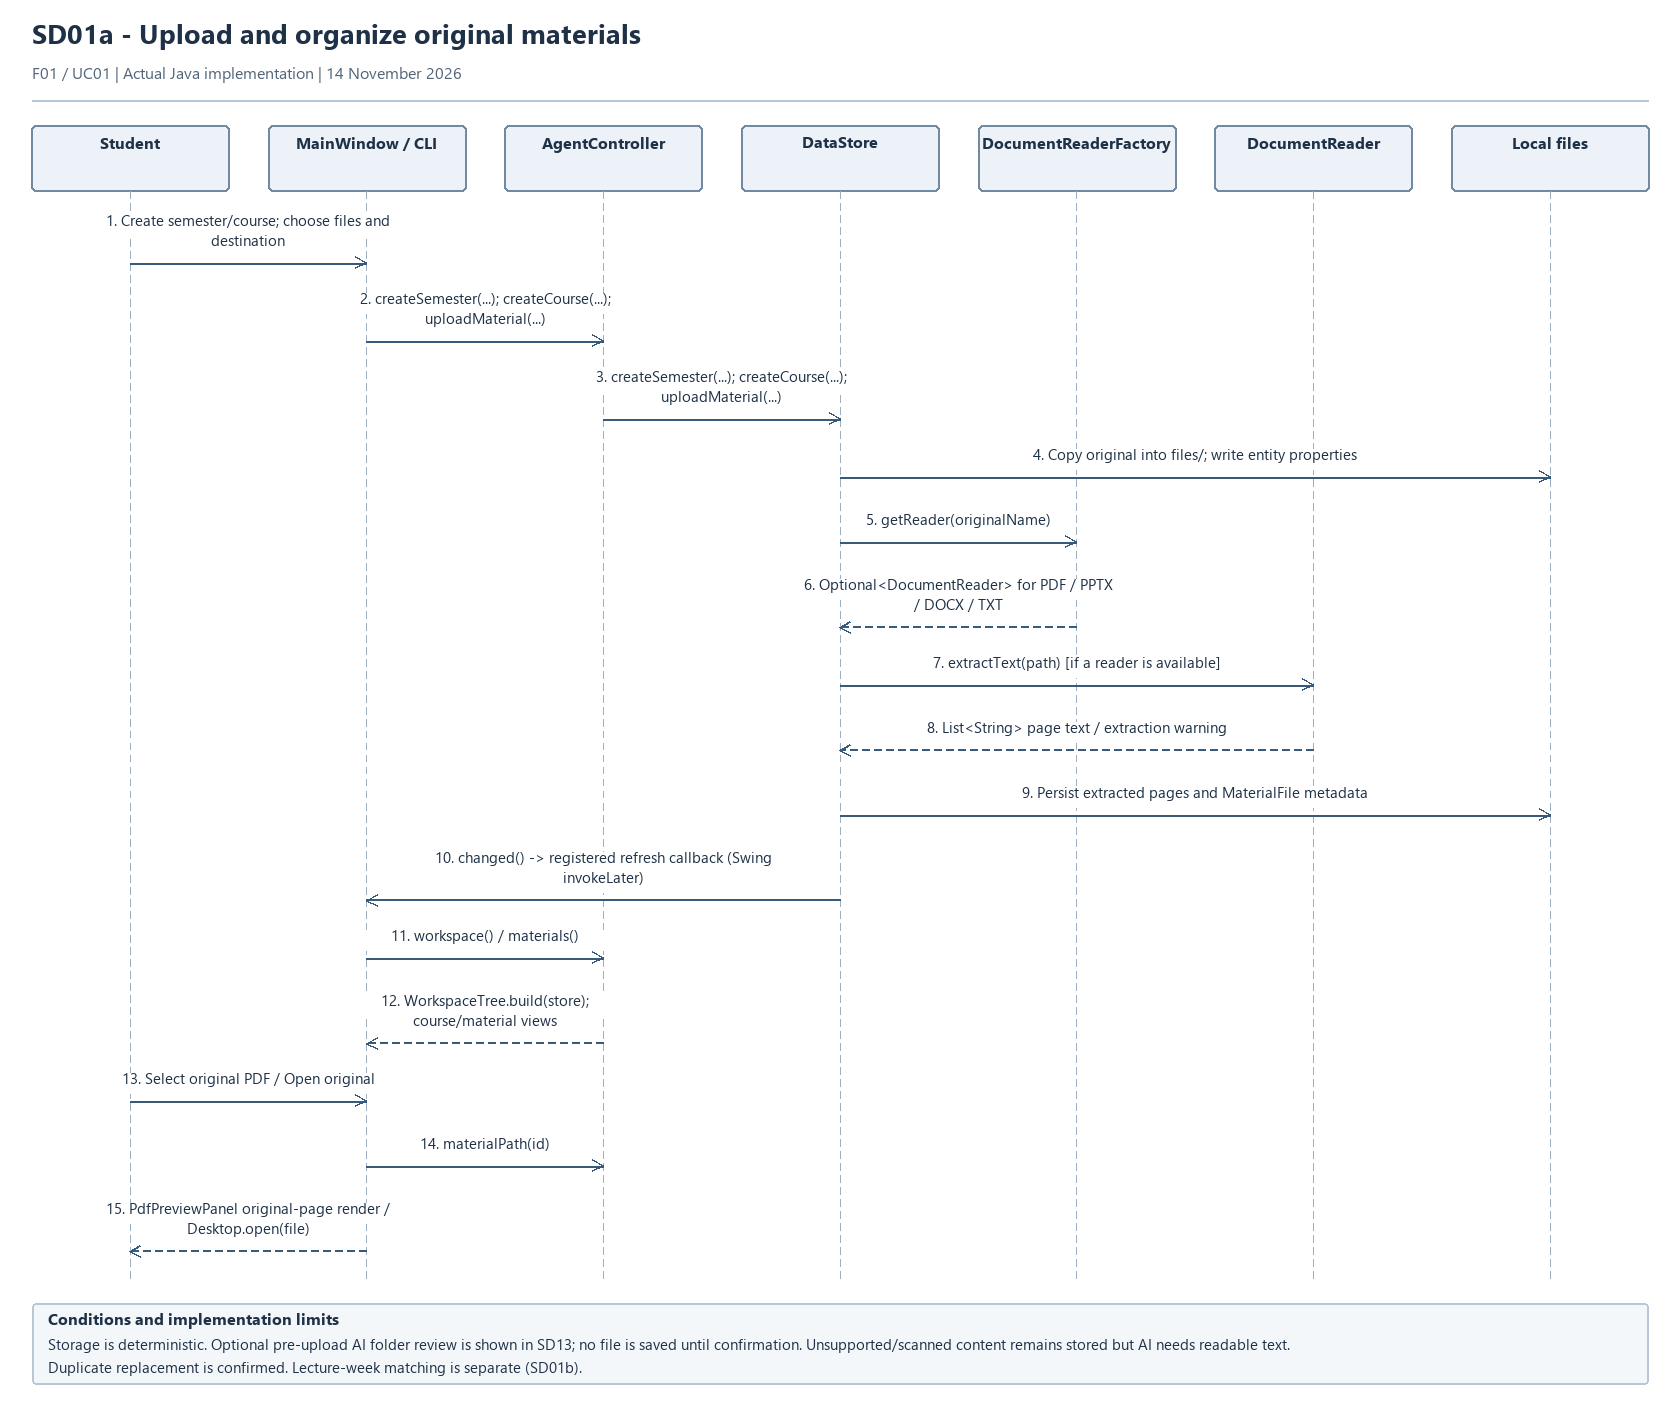 SD01a - Upload and organize original materials
F01 / UC01 | Actual Java implementation | 14 November 2026
Student
MainWindow / CLI
AgentController
DataStore
DocumentReaderFactory
DocumentReader
Local files
1. Create semester/course; choose files and
destination
2. createSemester(...); createCourse(...);
uploadMaterial(...)
3. createSemester(...); createCourse(...);
uploadMaterial(...)
4. Copy original into files/; write entity properties
5. getReader(originalName)
6. Optional<DocumentReader> for PDF / PPTX
/ DOCX / TXT
7. extractText(path) [if a reader is available]
8. List<String> page text / extraction warning
9. Persist extracted pages and MaterialFile metadata
10. changed() -> registered refresh callback (Swing
invokeLater)
11. workspace() / materials()
12. WorkspaceTree.build(store);
course/material views
13. Select original PDF / Open original
14. materialPath(id)
15. PdfPreviewPanel original-page render /
Desktop.open(file)
Conditions and implementation limits
Storage is deterministic. Optional pre-upload AI folder review is shown in SD13; no file is saved until confirmation. Unsupported/scanned content remains stored but AI needs readable text.
Duplicate replacement is confirmed. Lecture-week matching is separate (SD01b).